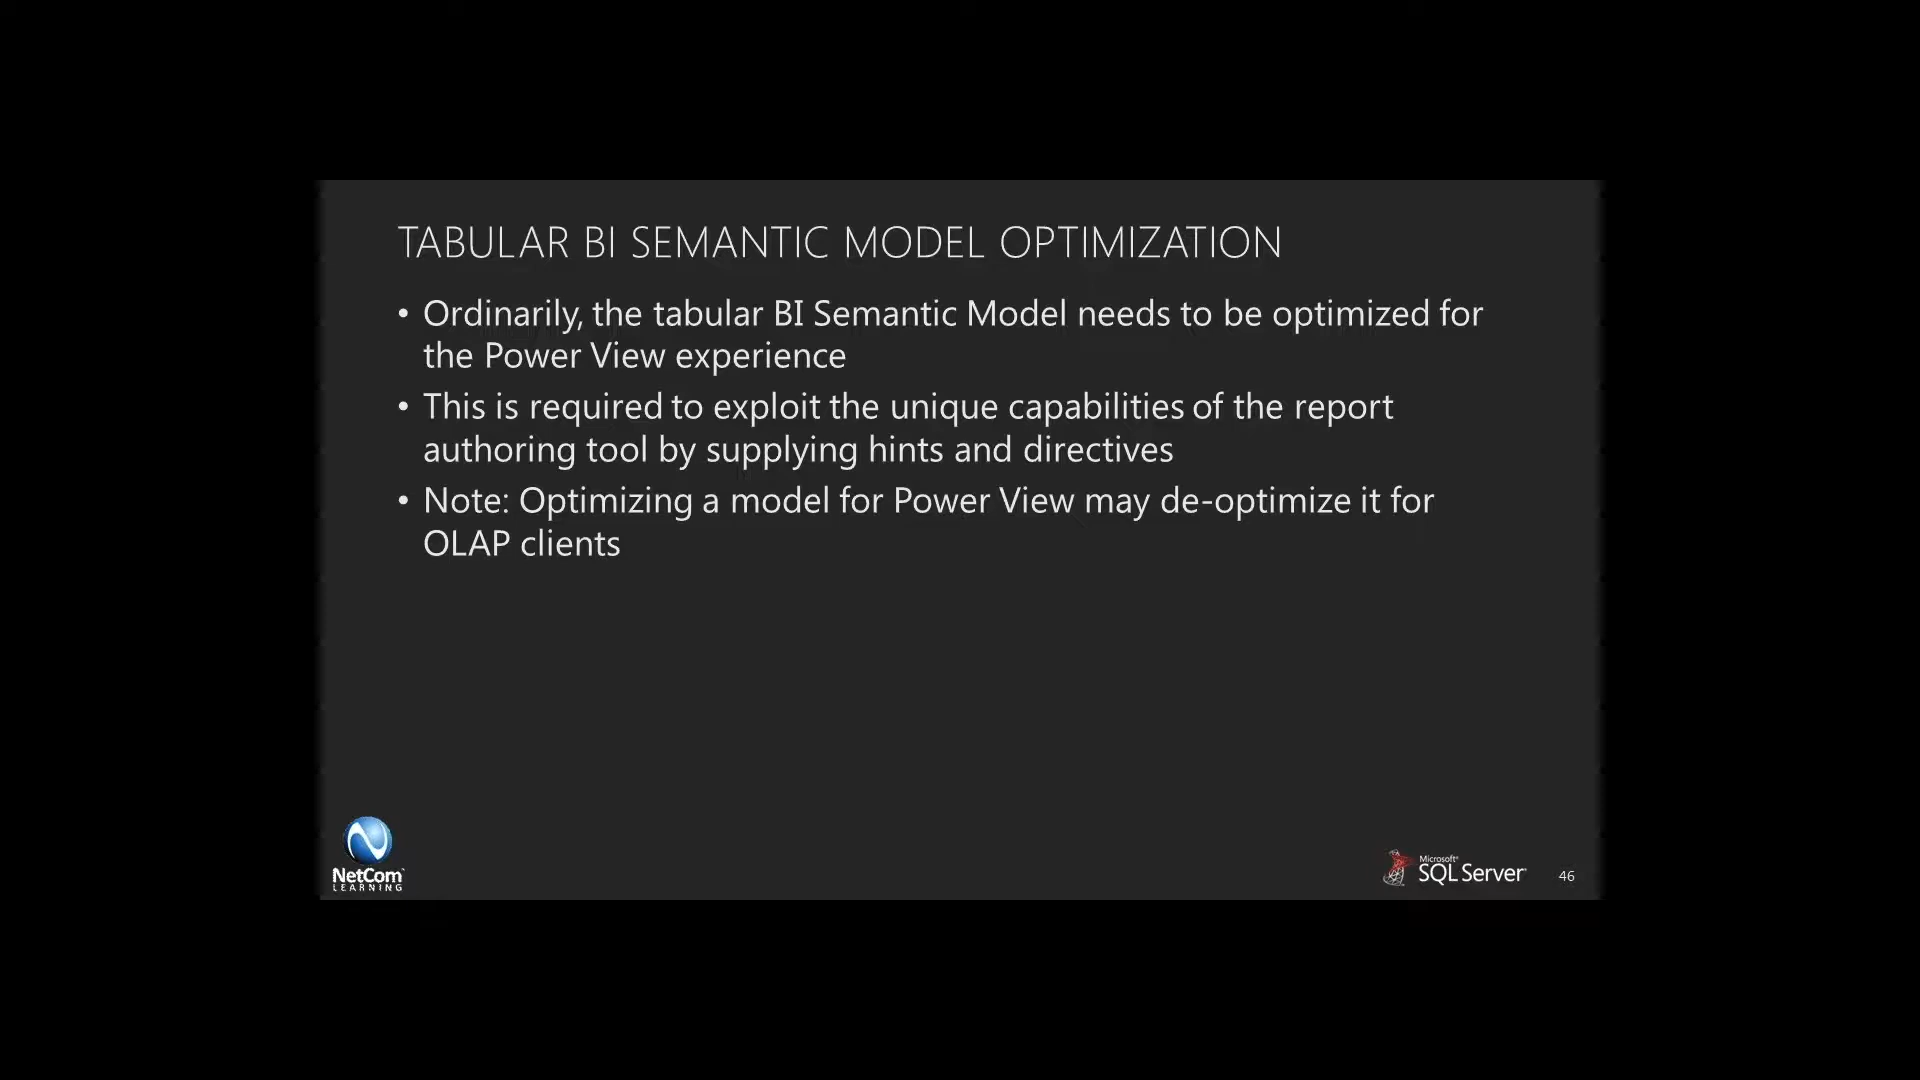 TABULAR BI SEMANTIC MODEL OPTIMIZATION
• Ordinarily, the tabular BI Semantic Model needs to be optimized for
the Power View experience
• This is required to exploit the unique capabilities of the report
authoring tool by supplying hints and directives
• Note: Optimizing a model for Power View may de-optimize it for
OLAP clients
NetCom
LEARNING
Microsoft®
SQL Server
46